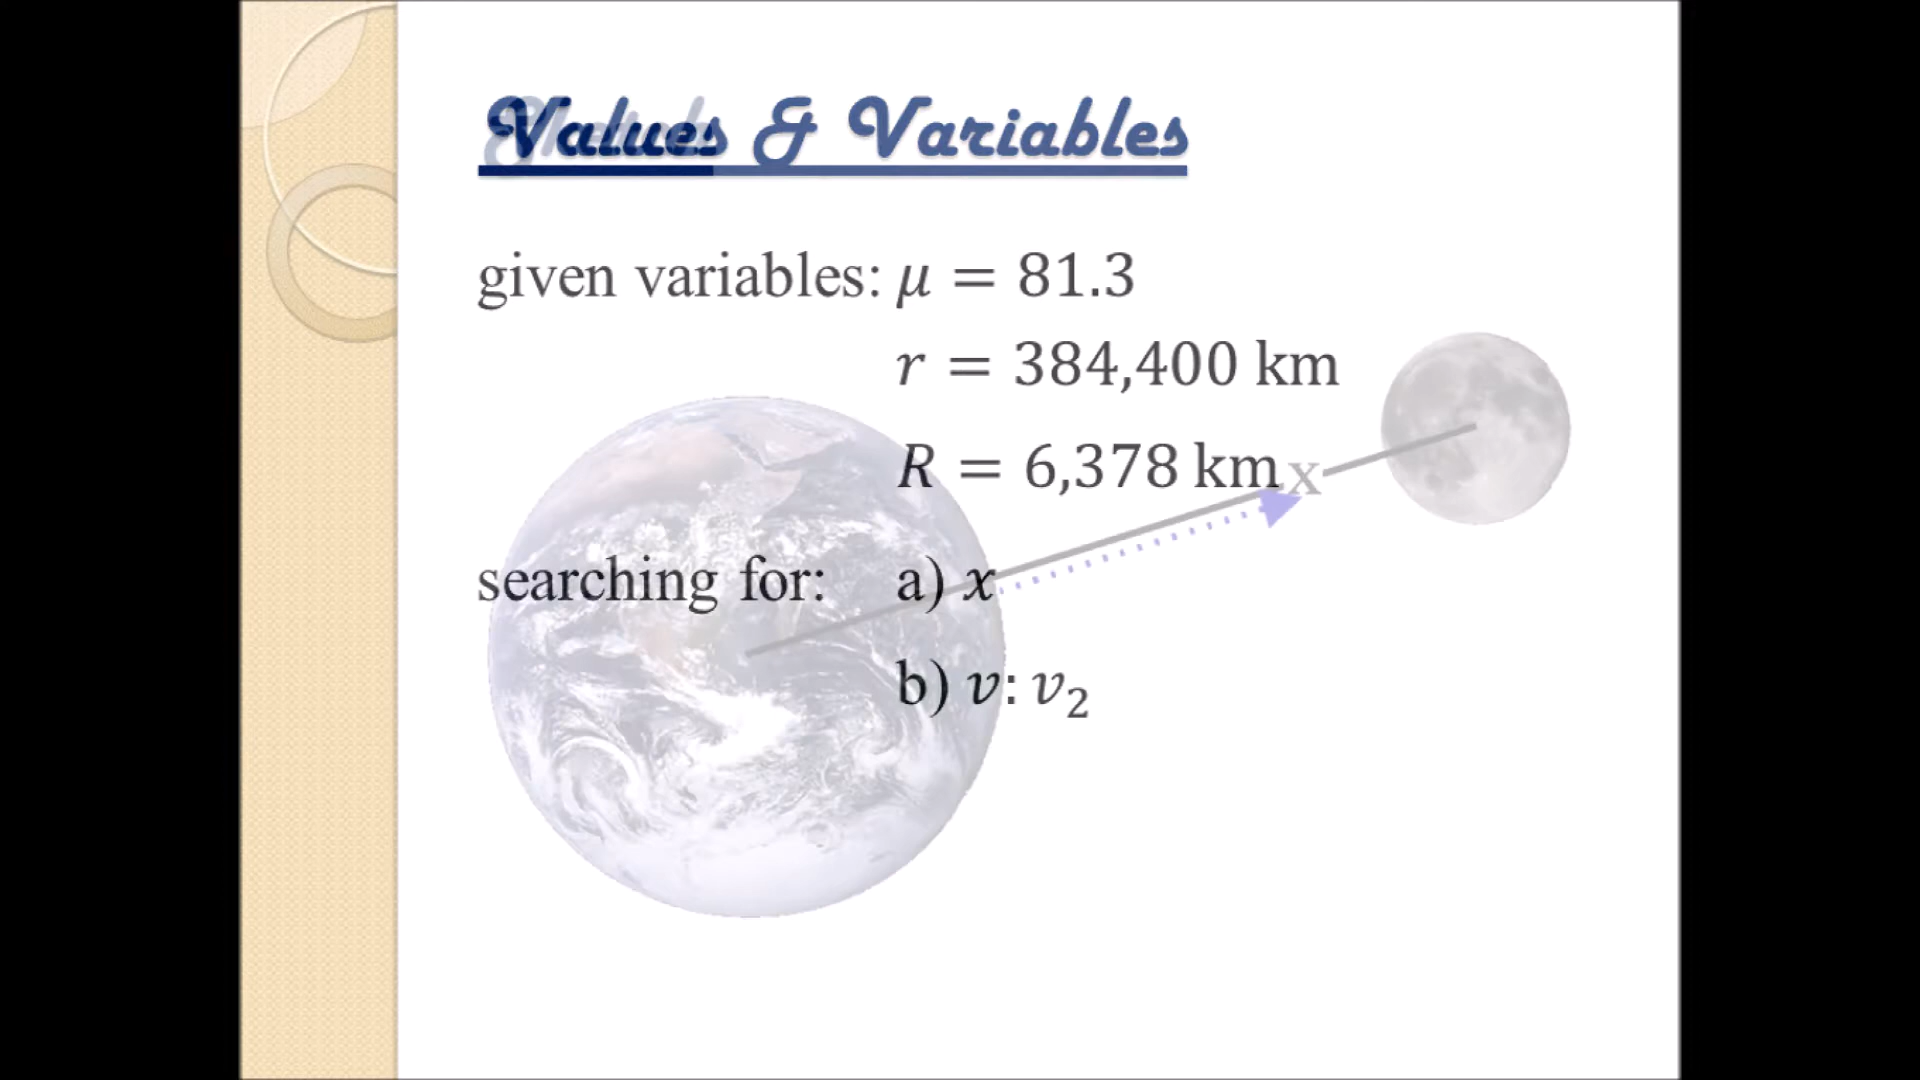 Values & Variables
given variables: μ = 81.3
r = 384,400 km
R = 6,378 km
x
searching for: a) x
b) v: v₂